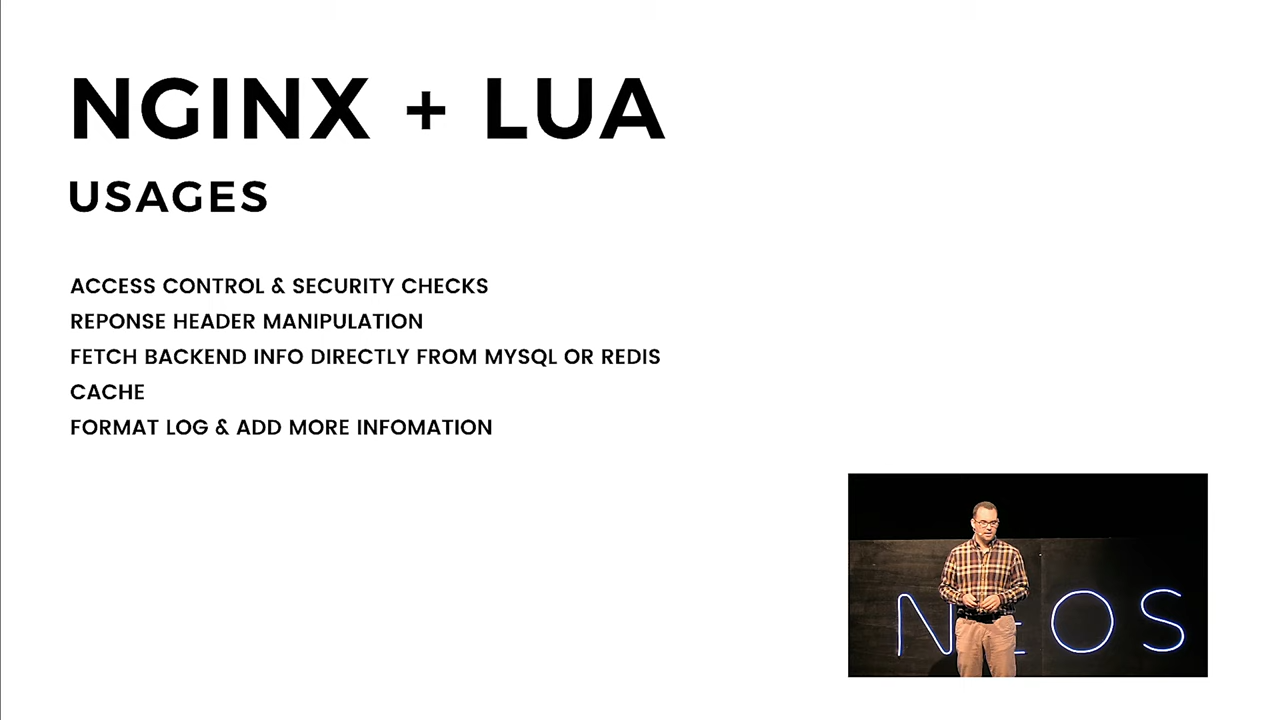 NGINX + LUA
USAGES
ACCESS CONTROL & SECURITY CHECKS
REPONSE HEADER MANIPULATION
FETCH BACKEND INFO DIRECTLY FROM MYSQL OR REDIS
CACHE
FORMAT LOG & ADD MORE INFOMATION
NEOS